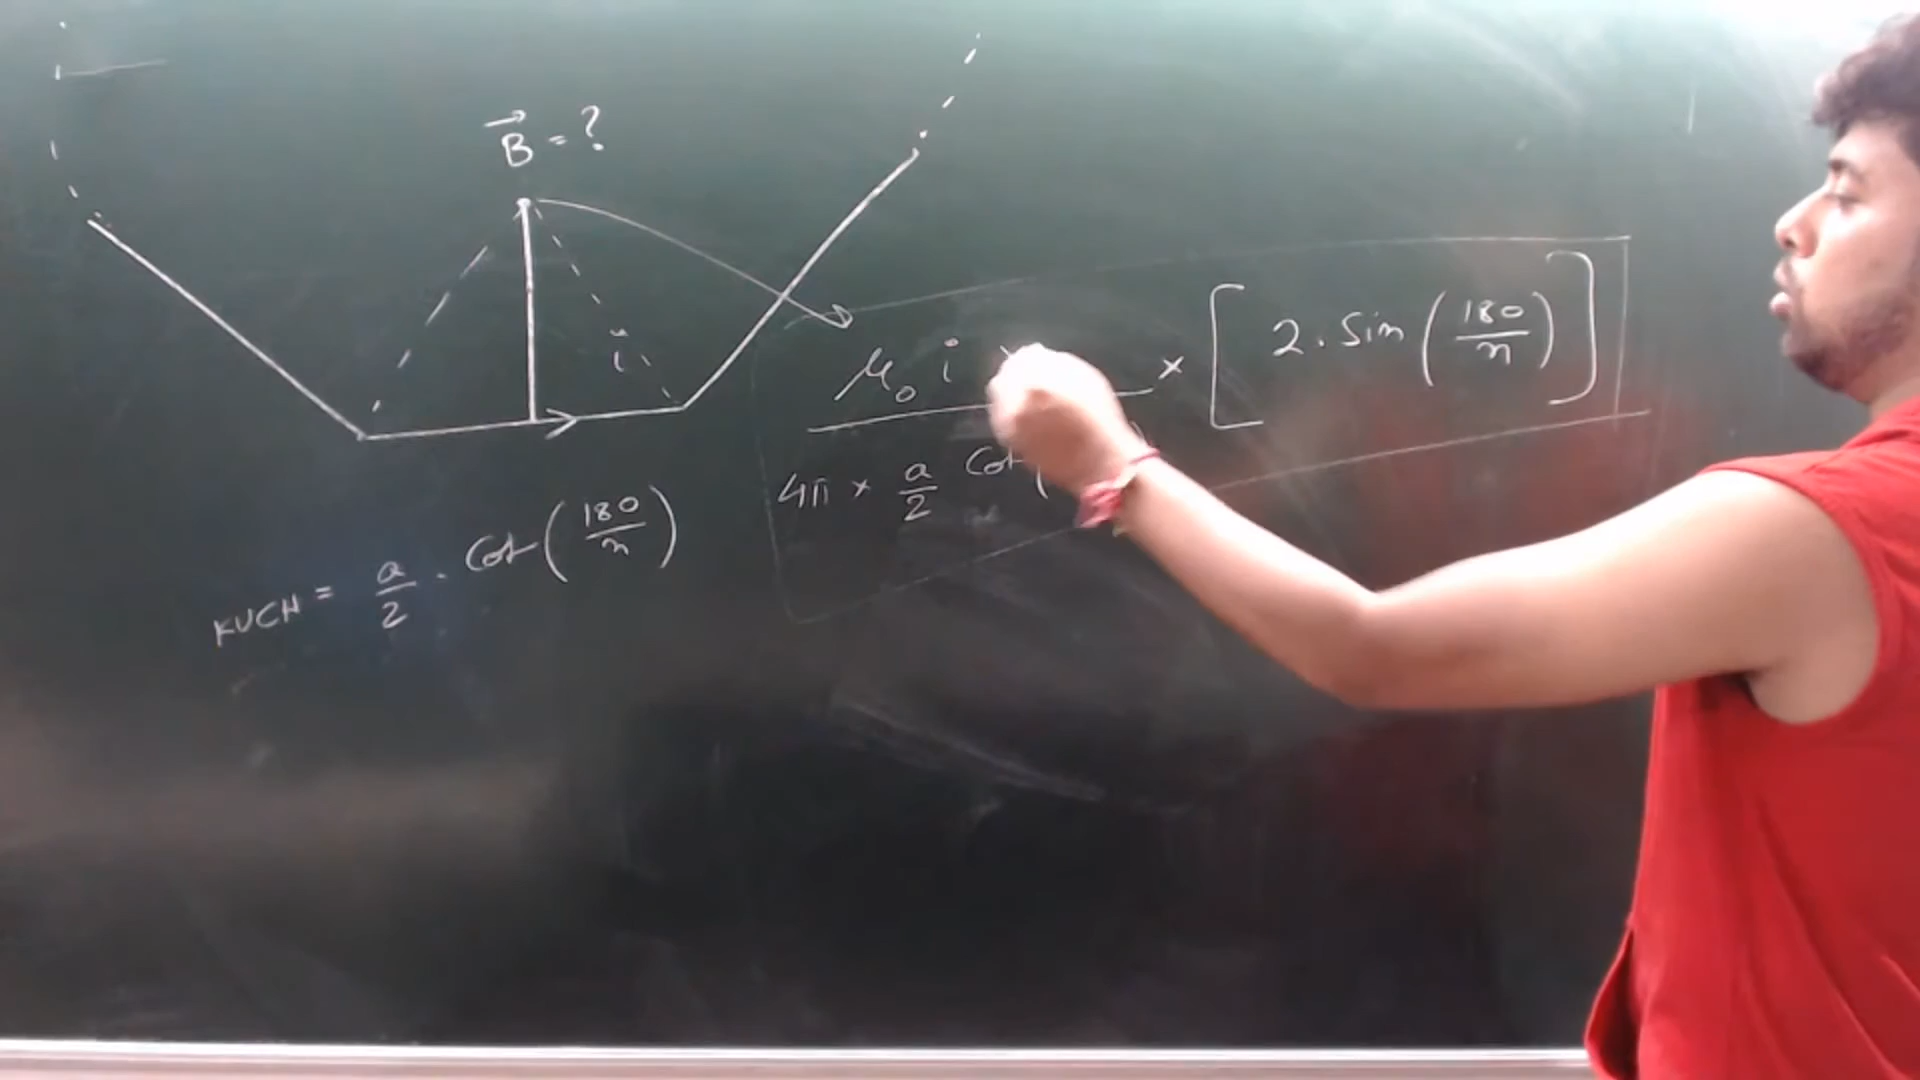 B⃗ = ?
i
μ₀ i × [2 · Sin (180/n)]
4π × a/2 Cot (
KUCH = a/2 · Cot (180/n)